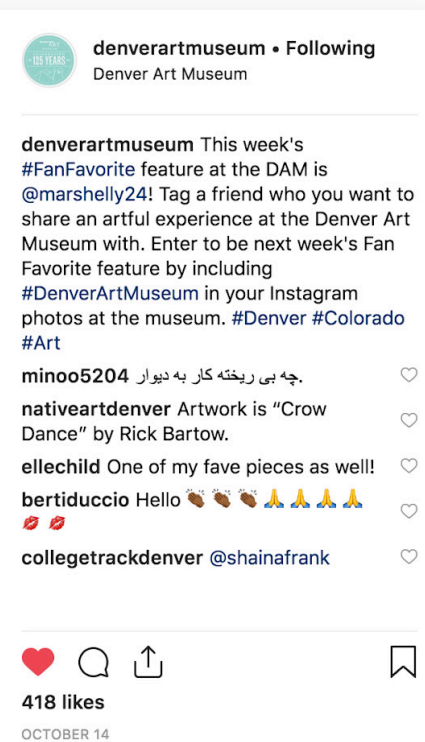 125 YEARS
denverartmuseum • Following
Denver Art Museum
denverartmuseum This week's
#FanFavorite feature at the DAM is
@marshelly24! Tag a friend who you want to
share an artful experience at the Denver Art
Museum with. Enter to be next week's Fan
Favorite feature by including
#DenverArtMuseum in your Instagram
photos at the museum. #Denver #Colorado
#Art
minoo5204 چه بی ریخته کار به دیوار.
nativeartdenver Artwork is “Crow
Dance” by Rick Bartow.
ellechild One of my fave pieces as well!
bertiduccio Hello 👏🏾 👏🏾 👏🏾 🙏 🙏 🙏 🙏
💋 💋
collegetrackdenver @shainafrank
418 likes
OCTOBER 14